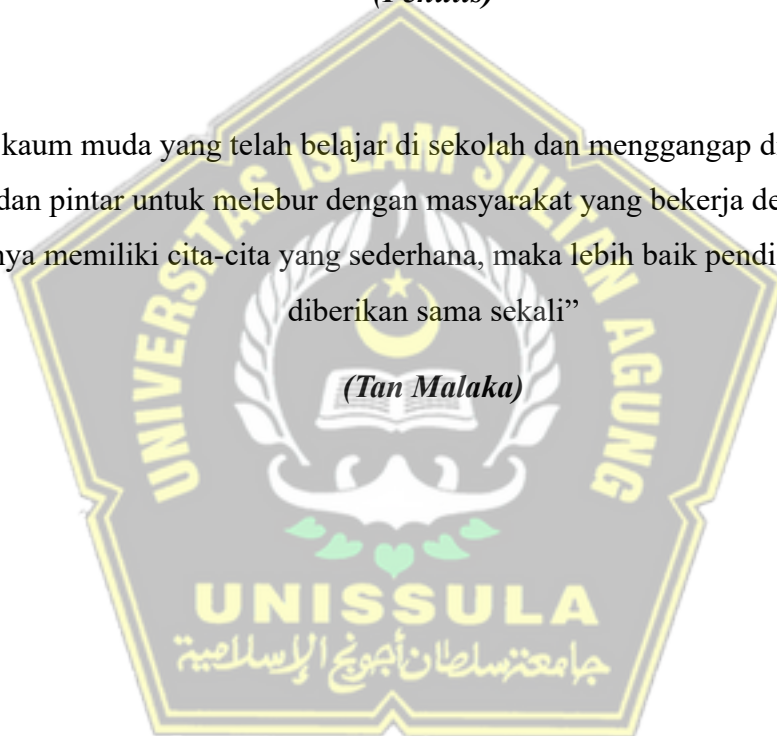 kaum muda yang telah belajar di sekolah dan menggangap di
dan pintar untuk melebur dengan masyarakat yang bekerja de
nya memiliki cita-cita yang sederhana, maka lebih baik pendi
diberikan sama sekali”
(Tan Malaka)
UNIVERSITAS ISLAM SULTAN AGUNG
UNISSULA
جامعة سلطان أجونج الإسلامية